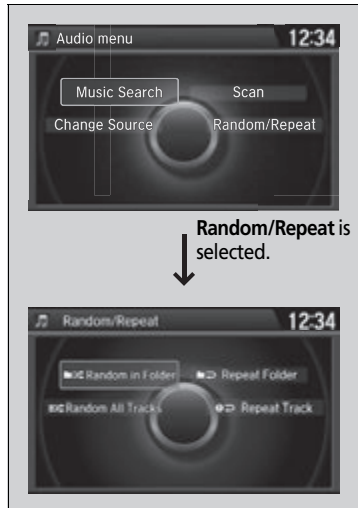 Audio menu 12:34
Music Search Scan
Change Source Random/Repeat
Random/Repeat is
selected.
Random/Repeat 12:34
Random in Folder Repeat Folder
Random All Tracks Repeat Track